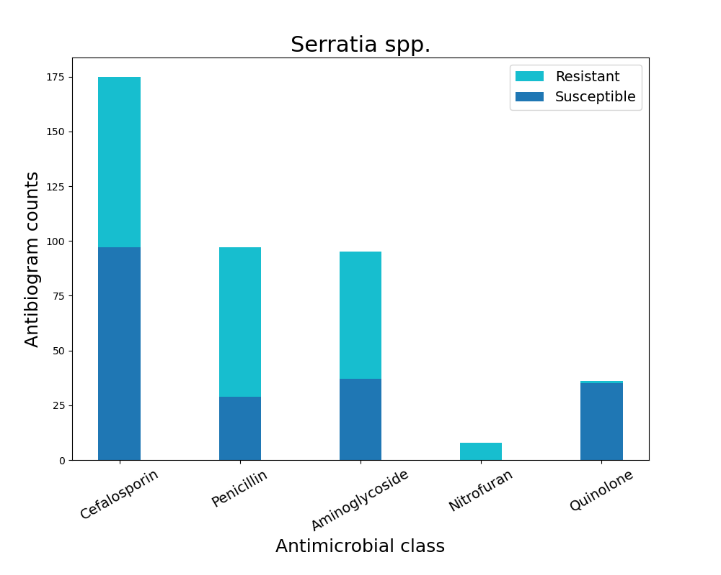 Serratia spp.
Resistant
Susceptible
Antibiogram counts
175
150
125
100
75
50
25
0
Cefalosporin
Penicillin
Aminoglycoside
Nitrofuran
Quinolone
Antimicrobial class